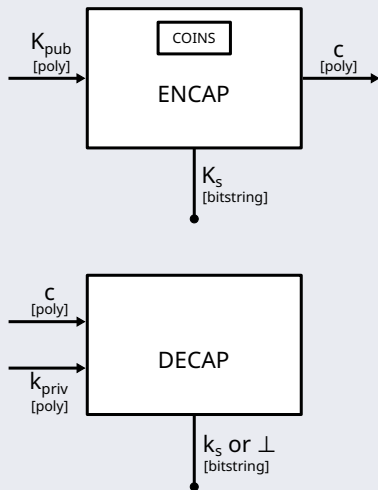 COINS
K_pub
[poly]
ENCAP
c
[poly]
K_s
[bitstring]
c
[poly]
DECAP
k_priv
[poly]
k_s or ⊥
[bitstring]